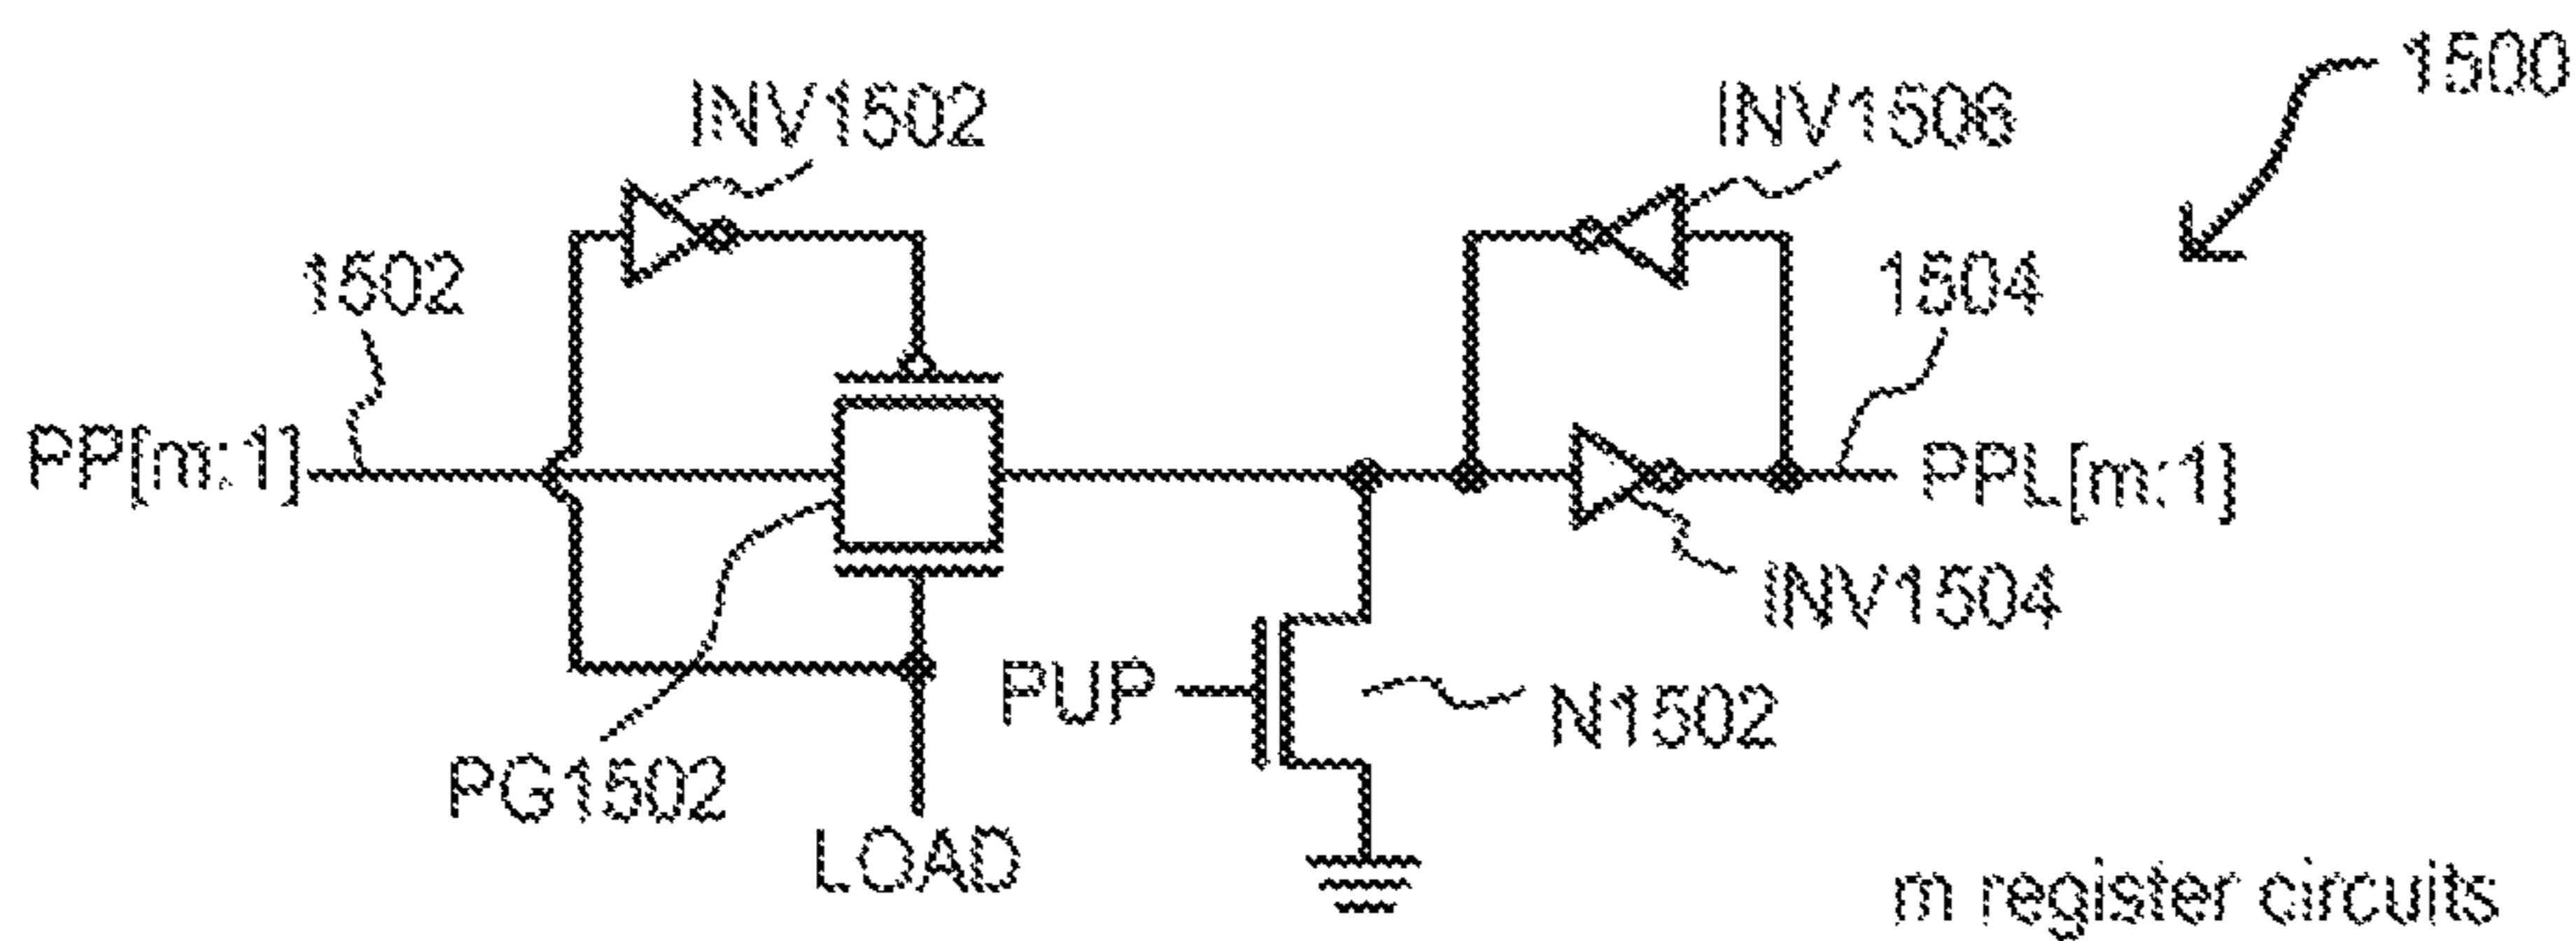 1500
INV1502
INV1506
1502
1504
PP[m:1]
PPL[m:1]
INV1504
PUP
N1502
PG1502
LOAD
m register circuits